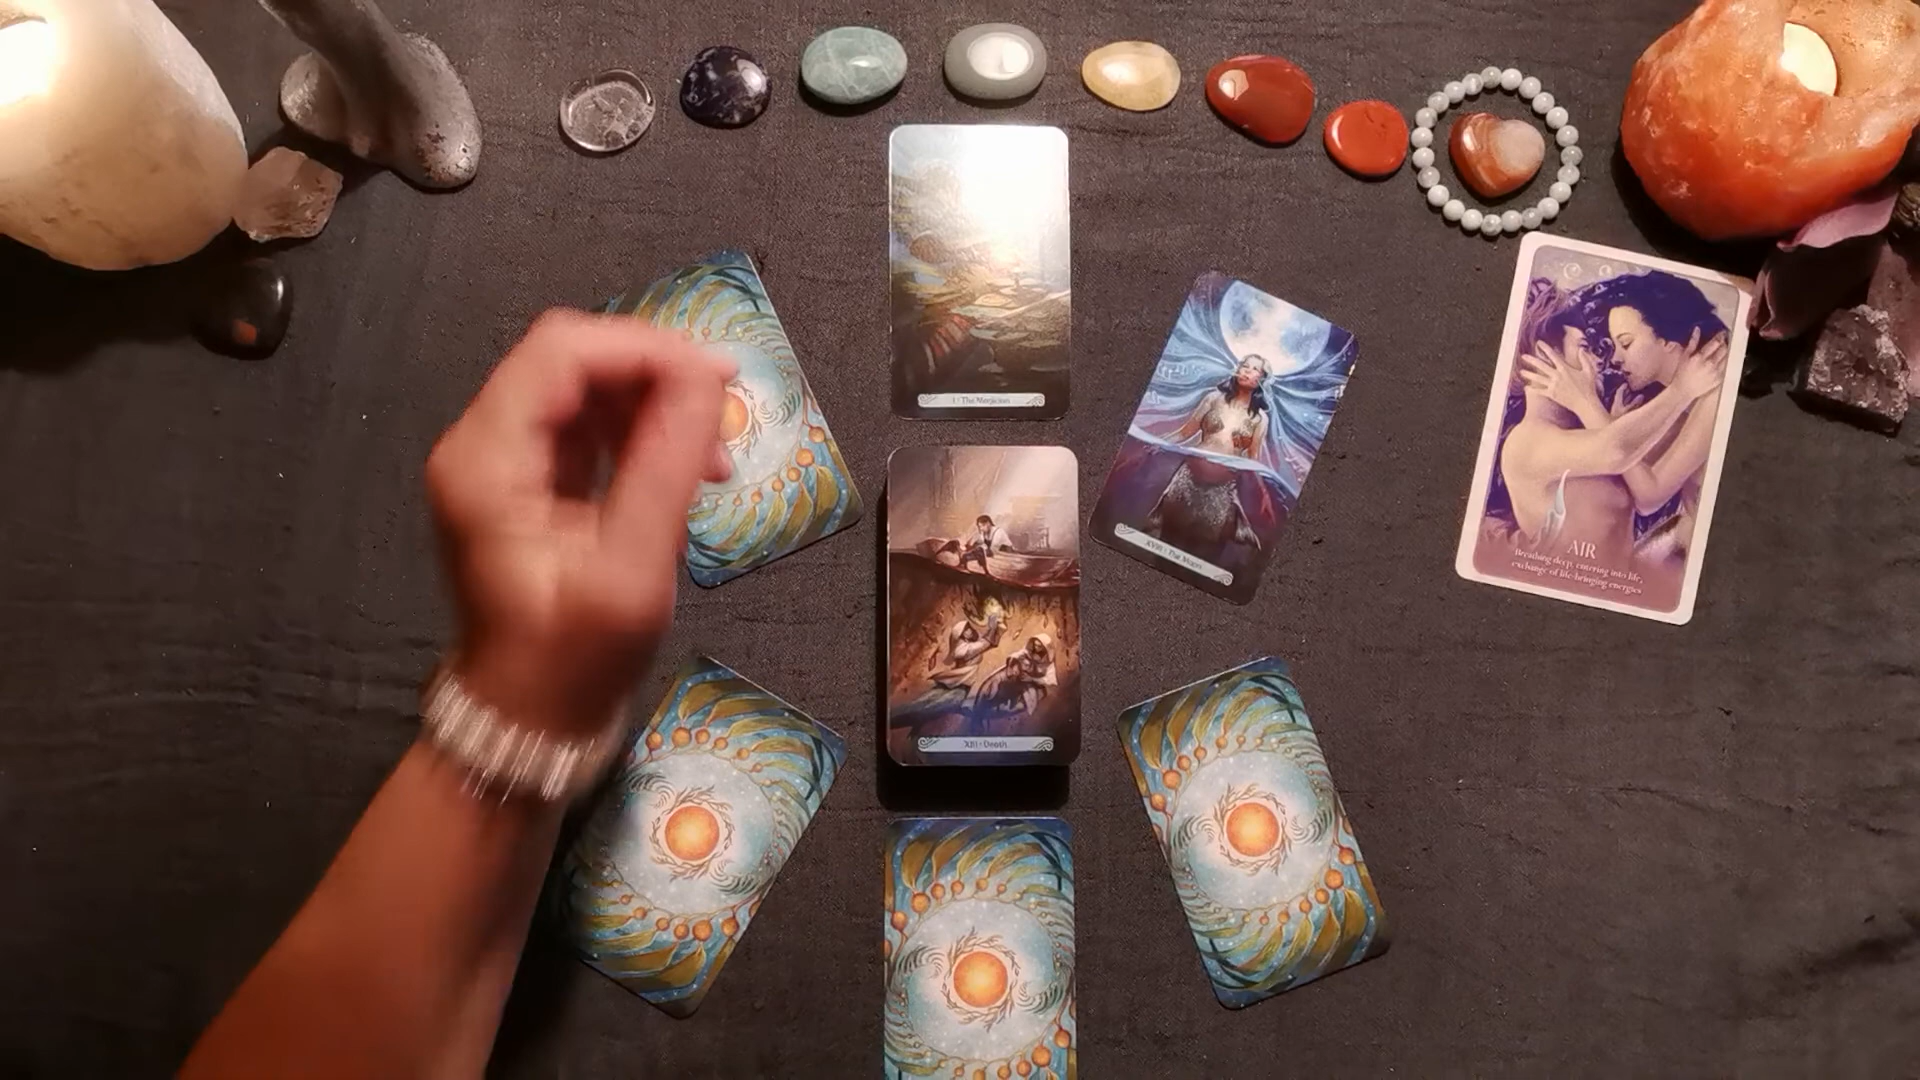 I : The Magician
XVIII : The Moon
AIR
Breathing deep, entering into life,
exchange of life-bringing energies
XIII : Death